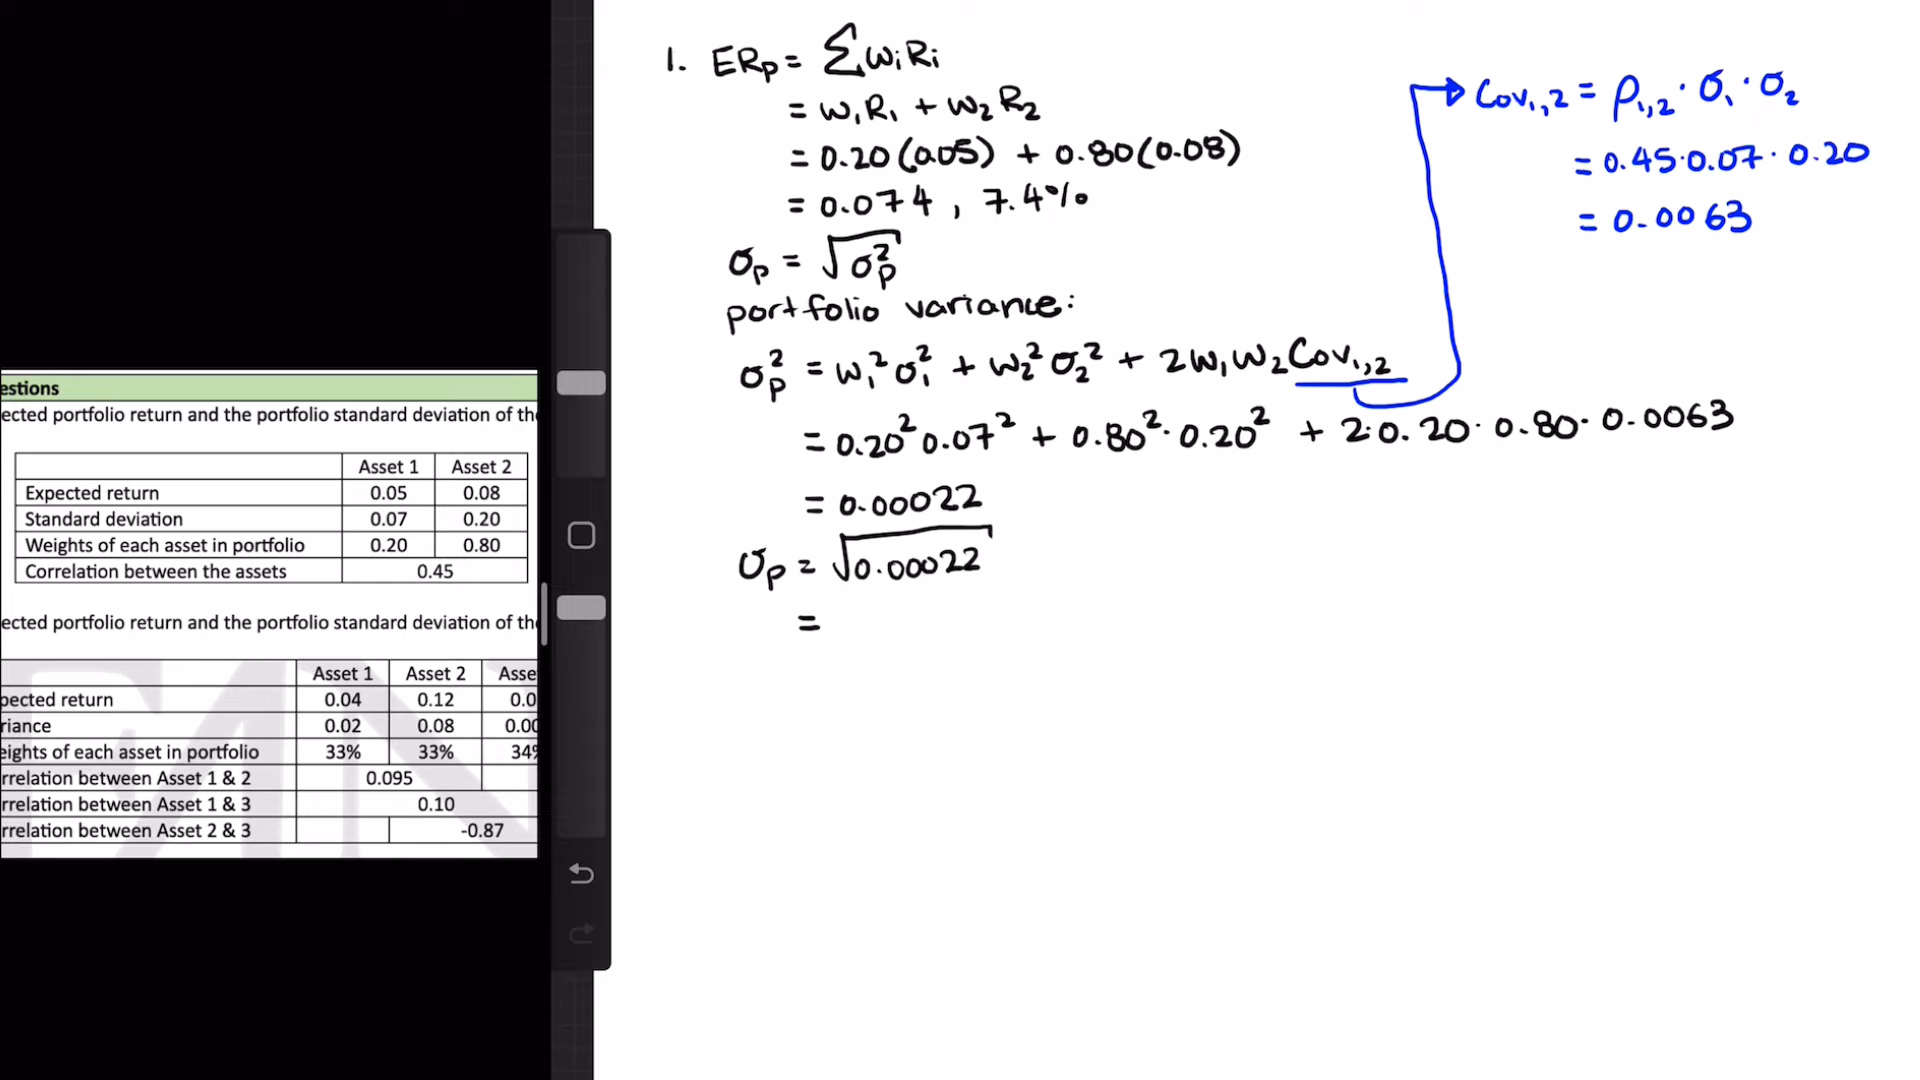 estions
ected portfolio return and the portfolio standard deviation of the
Asset 1 Asset 2
Expected return 0.05 0.08
Standard deviation 0.07 0.20
Weights of each asset in portfolio 0.20 0.80
Correlation between the assets 0.45
ected portfolio return and the portfolio standard deviation of the
Asset 1 Asset 2 Asse
pected return 0.04 0.12 0.0
riance 0.02 0.08 0.00
eights of each asset in portfolio 33% 33% 34%
rrelation between Asset 1 & 2 0.095
rrelation between Asset 1 & 3 0.10
rrelation between Asset 2 & 3 -0.87
1. ERp = ∑ wᵢRᵢ
= w₁R₁ + w₂R₂
= 0.20(0.05) + 0.80(0.08)
= 0.074, 7.4%
σp = √σp²
portfolio variance:
σp² = w₁²σ₁² + w₂²σ₂² + 2w₁w₂Cov₁,₂
= 0.20² 0.07² + 0.80²·0.20² + 2·0.20·0.80·0.0063
= 0.00022
σp = √0.00022
=
Cov₁,₂ = ρ₁,₂·σ₁·σ₂
= 0.45·0.07·0.20
= 0.0063